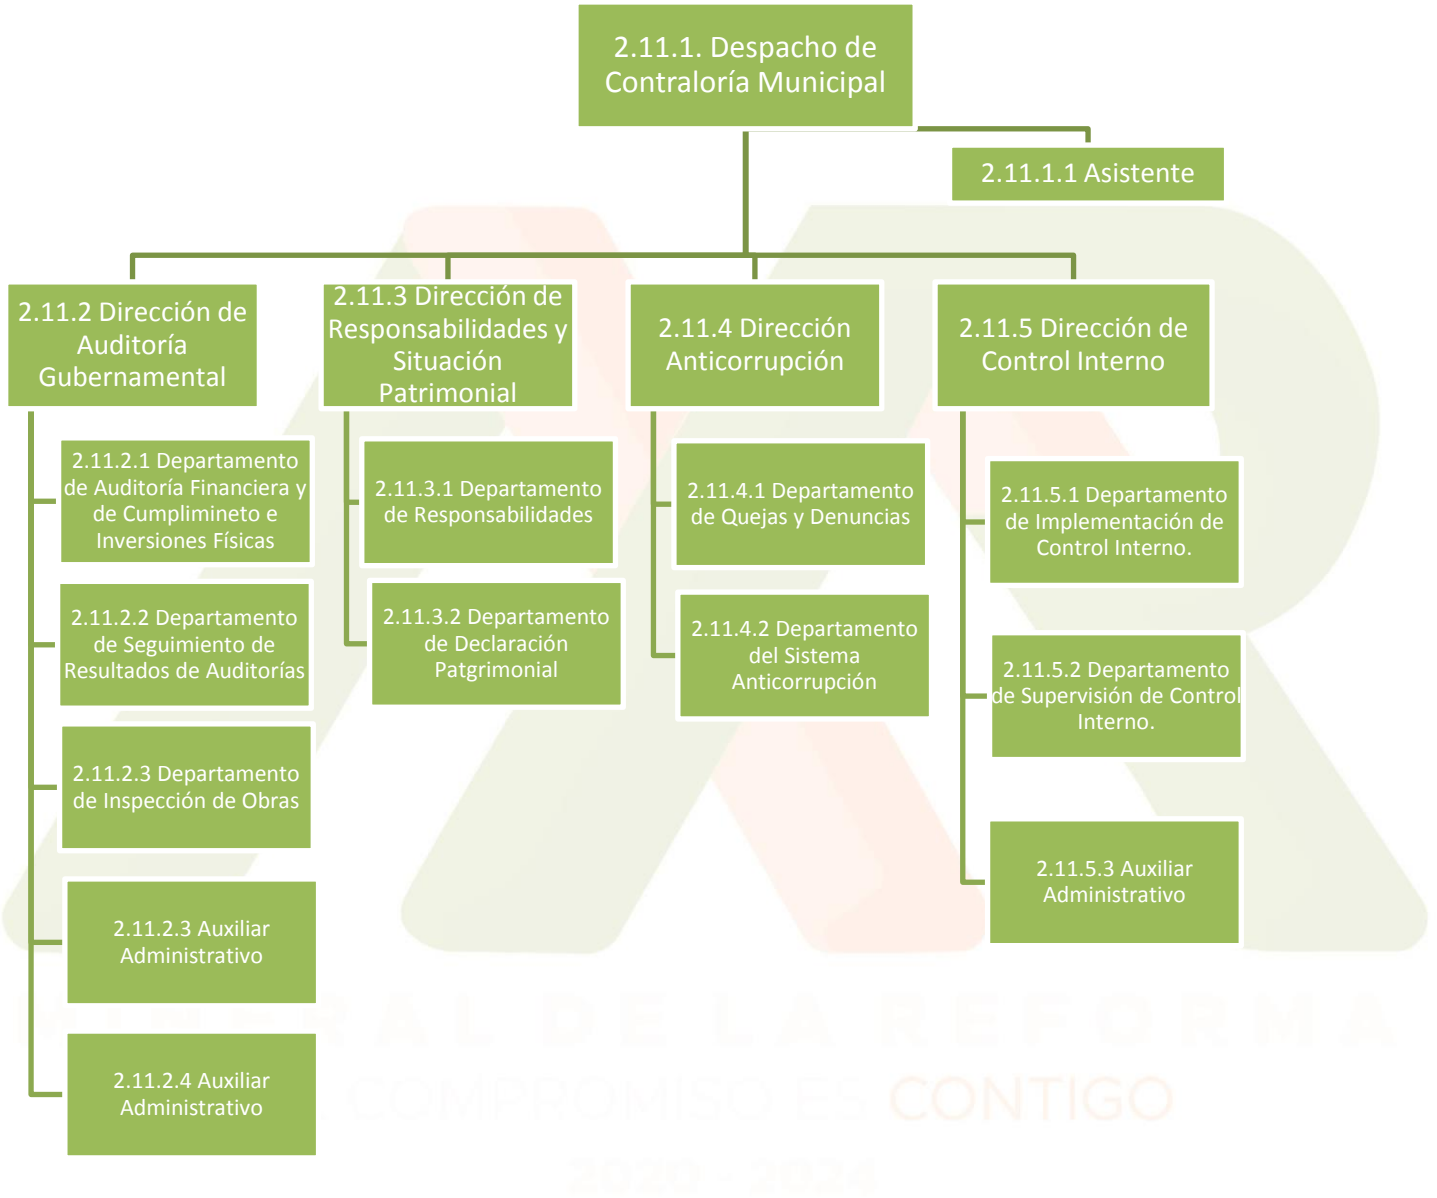 2.11.1. Despacho de
Contraloría Municipal
2.11.1.1 Asistente
2.11.2 Dirección de
Auditoría
Gubernamental
2.11.3 Dirección de
Responsabilidades y
Situación
Patrimonial
2.11.4 Dirección
Anticorrupción
2.11.5 Dirección de
Control Interno
2.11.2.1 Departamento
de Auditoría Financiera y
de Cumplimineto e
Inversiones Físicas
2.11.2.2 Departamento
de Seguimiento de
Resultados de Auditorías
2.11.2.3 Departamento
de Inspección de Obras
2.11.2.3 Auxiliar
Administrativo
2.11.2.4 Auxiliar
Administrativo
2.11.3.1 Departamento
de Responsabilidades
2.11.3.2 Departamento
de Declaración
Patgrimonial
2.11.4.1 Departamento
de Quejas y Denuncias
2.11.4.2 Departamento
del Sistema
Anticorrupción
2.11.5.1 Departamento
de Implementación de
Control Interno.
2.11.5.2 Departamento
de Supervisión de Control
Interno.
2.11.5.3 Auxiliar
Administrativo
MINERAL DE LA REFORMA
COMPROMISO ES CONTIGO
2020 - 2024